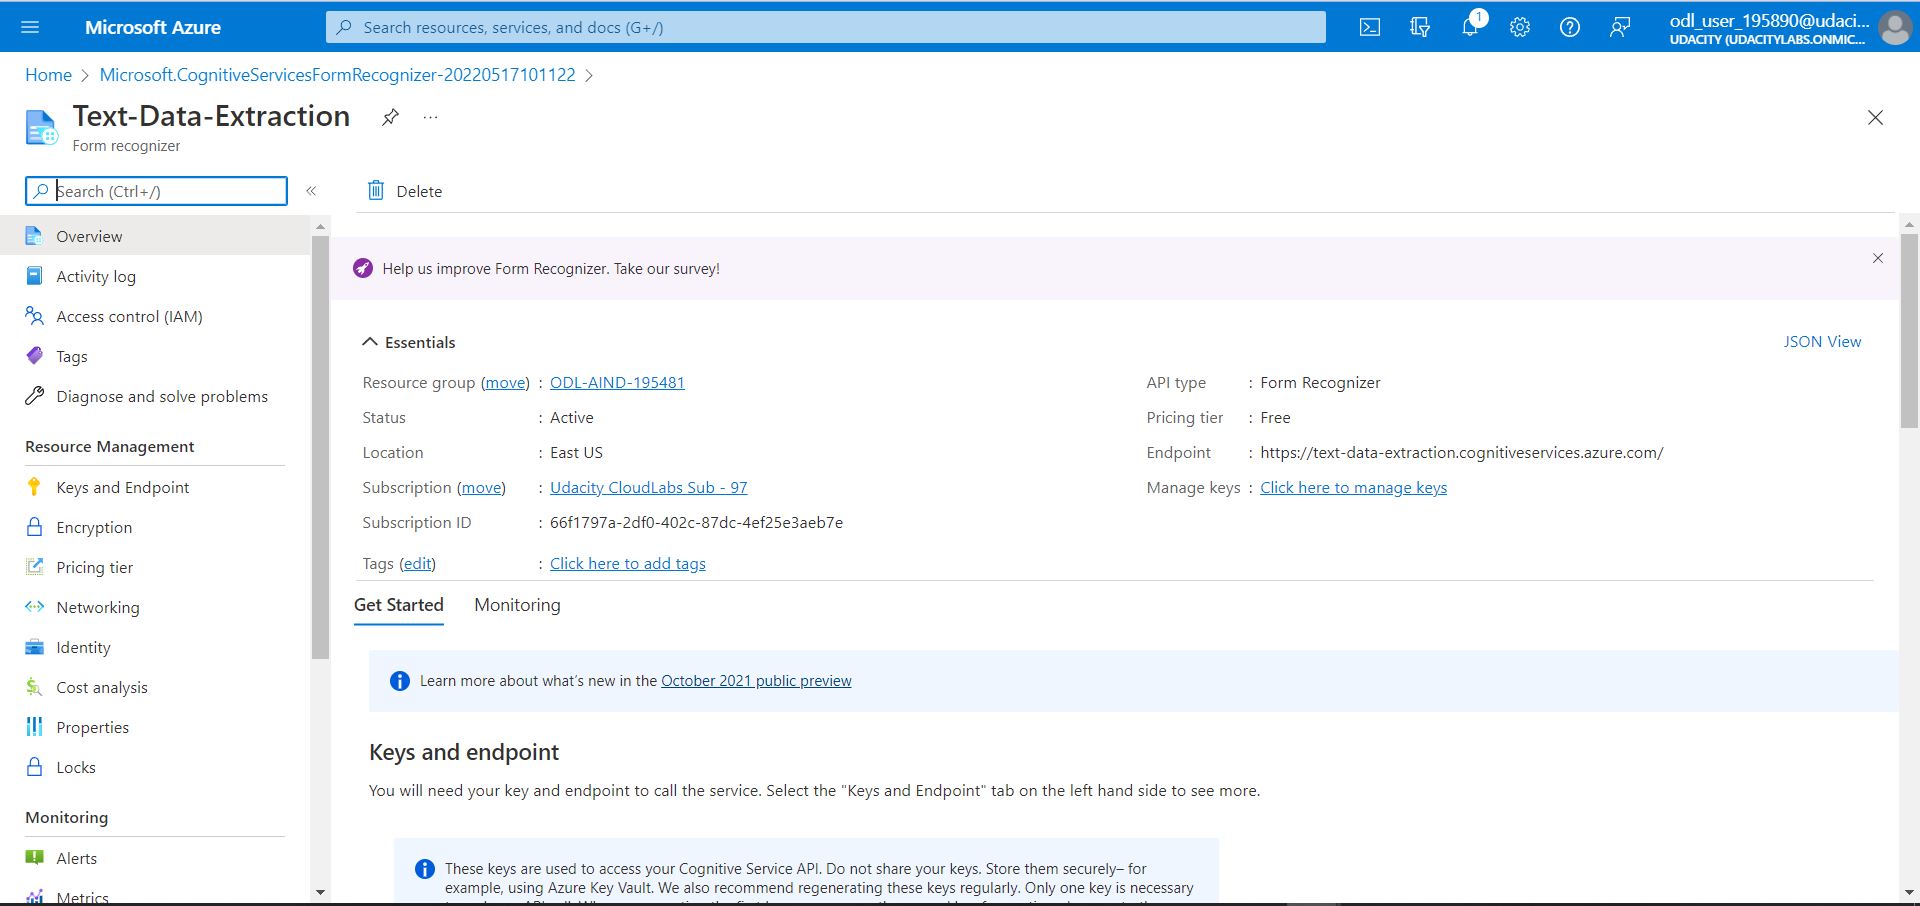 Microsoft Azure
Search resources, services, and docs (G+/)
1
odl_user_195890@udaci...
UDACITY (UDACITYLABS.ONMIC...
Home > Microsoft.CognitiveServicesFormRecognizer-20220517101122 >
Text-Data-Extraction
...
Form recognizer
Search (Ctrl+/)
«
Delete
Overview
Activity log
Access control (IAM)
Tags
Diagnose and solve problems
Resource Management
Keys and Endpoint
Encryption
Pricing tier
Networking
Identity
Cost analysis
Properties
Locks
Monitoring
Alerts
Metrics
Help us improve Form Recognizer. Take our survey!
Essentials
JSON View
Resource group (move) : ODL-AIND-195481
Status : Active
Location : East US
Subscription (move) : Udacity CloudLabs Sub - 97
Subscription ID : 66f1797a-2df0-402c-87dc-4ef25e3aeb7e
Tags (edit) : Click here to add tags
API type : Form Recognizer
Pricing tier : Free
Endpoint : https://text-data-extraction.cognitiveservices.azure.com/
Manage keys : Click here to manage keys
Get Started Monitoring
Learn more about what's new in the October 2021 public preview
Keys and endpoint
You will need your key and endpoint to call the service. Select the "Keys and Endpoint" tab on the left hand side to see more.
These keys are used to access your Cognitive Service API. Do not share your keys. Store them securely– for
example, using Azure Key Vault. We also recommend regenerating these keys regularly. Only one key is necessary